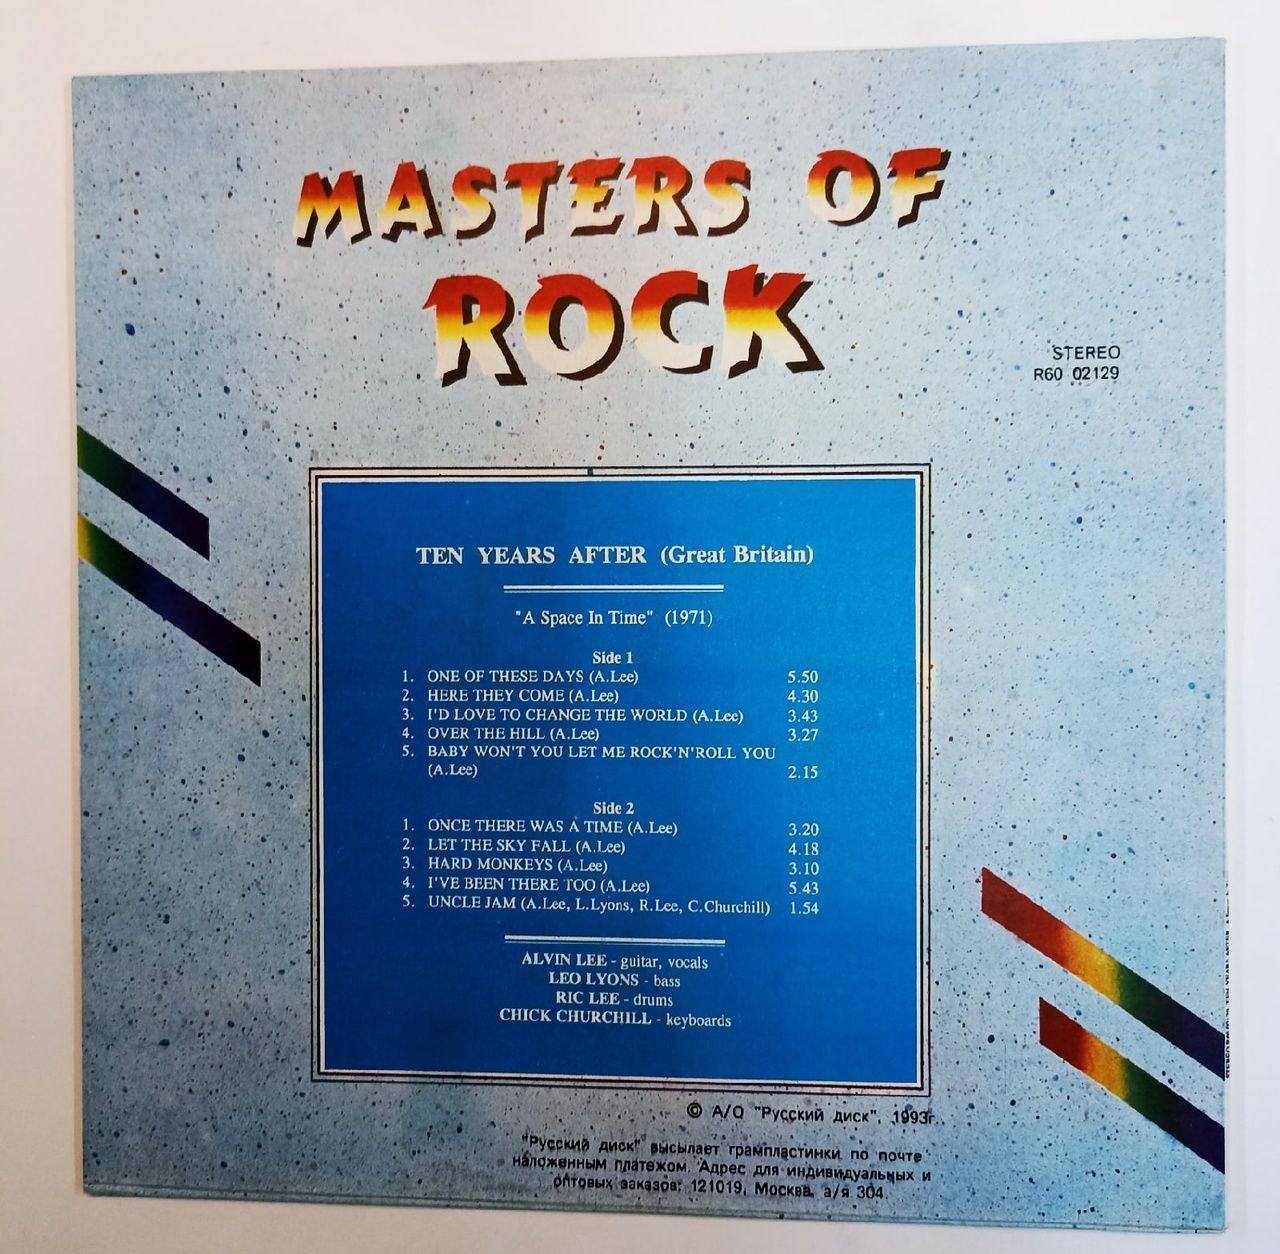 MASTERS OF
ROCK
STEREO
R60 02129
TEN YEARS AFTER (Great Britain)
"A Space In Time" (1971)
Side 1
1. ONE OF THESE DAYS (A.Lee) 5.50
2. HERE THEY COME (A.Lee) 4.30
3. I'D LOVE TO CHANGE THE WORLD (A.Lee) 3.43
4. OVER THE HILL (A.Lee) 3.27
5. BABY WON'T YOU LET ME ROCK'N'ROLL YOU
(A.Lee) 2.15
Side 2
1. ONCE THERE WAS A TIME (A.Lee) 3.20
2. LET THE SKY FALL (A.Lee) 4.18
3. HARD MONKEYS (A.Lee) 3.10
4. I'VE BEEN THERE TOO (A.Lee) 5.43
5. UNCLE JAM (A.Lee, L.Lyons, R.Lee, C.Churchill) 1.54
ALVIN LEE - guitar, vocals
LEO LYONS - bass
RIC LEE - drums
CHICK CHURCHILL - keyboards
© А/О "Русский диск", 1993г.
"Русский диск" высылает грампластинки по почте
наложенным платежом. Адрес для индивидуальных и
оптовых заказов: 121019, Москва, а/я 304.